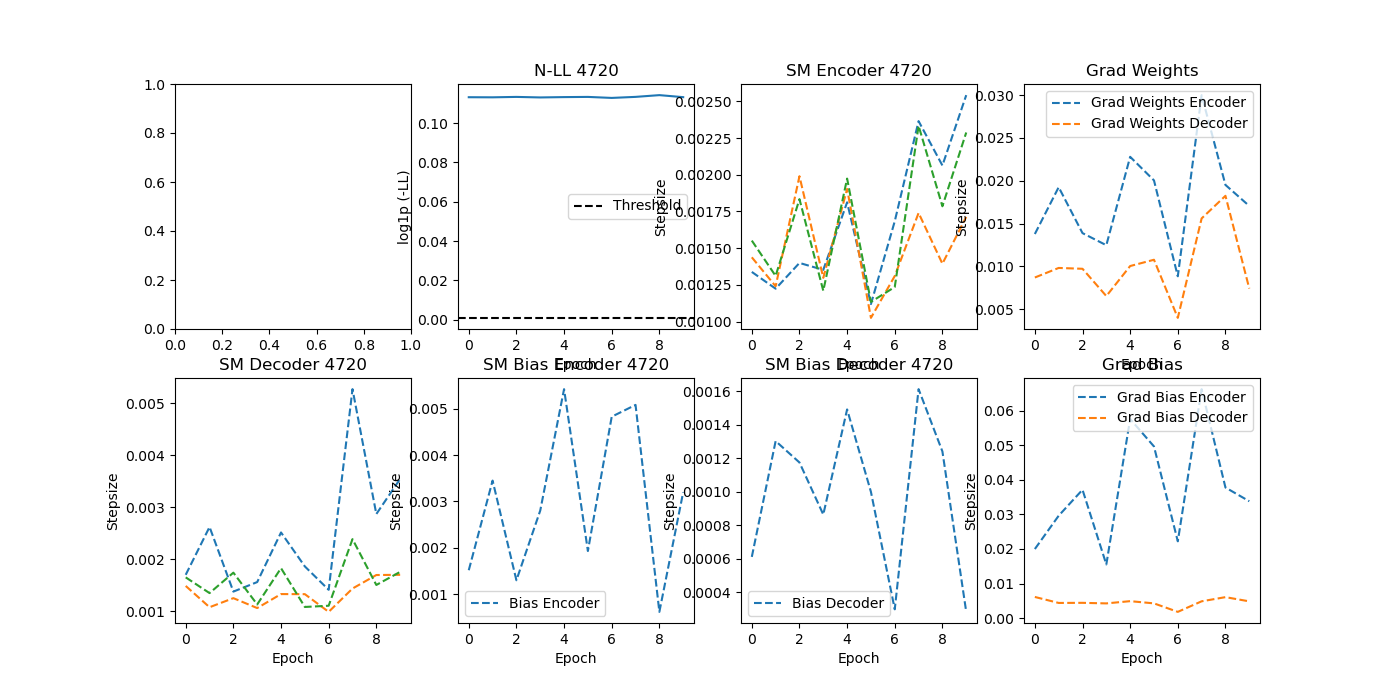 N-LL 4720
SM Encoder 4720
Grad Weights
1.0
0.8
0.6
0.4
0.2
0.0
0.0 0.2 0.4 0.6 0.8 1.0
log1p (-LL)
0.10
0.08
0.06
0.04
0.02
0.00
Threshold
0 2 4 6 8
Epoch
Stepsize
0.00250
0.00225
0.00200
0.00175
0.00150
0.00125
0.00100
0 2 4 6 8
Epoch
Stepsize
0.030
0.025
0.020
0.015
0.010
0.005
Grad Weights Encoder
Grad Weights Decoder
0 2 4 6 8
Epoch
SM Decoder 4720
SM Bias Encoder 4720
SM Bias Decoder 4720
Grad Bias
Stepsize
0.005
0.004
0.003
0.002
0.001
0 2 4 6 8
Epoch
Stepsize
0.005
0.004
0.003
0.002
0.001
Bias Encoder
0 2 4 6 8
Epoch
Stepsize
0.0016
0.0014
0.0012
0.0010
0.0008
0.0006
0.0004
Bias Decoder
0 2 4 6 8
Epoch
Stepsize
0.06
0.05
0.04
0.03
0.02
0.01
0.00
Grad Bias Encoder
Grad Bias Decoder
0 2 4 6 8
Epoch